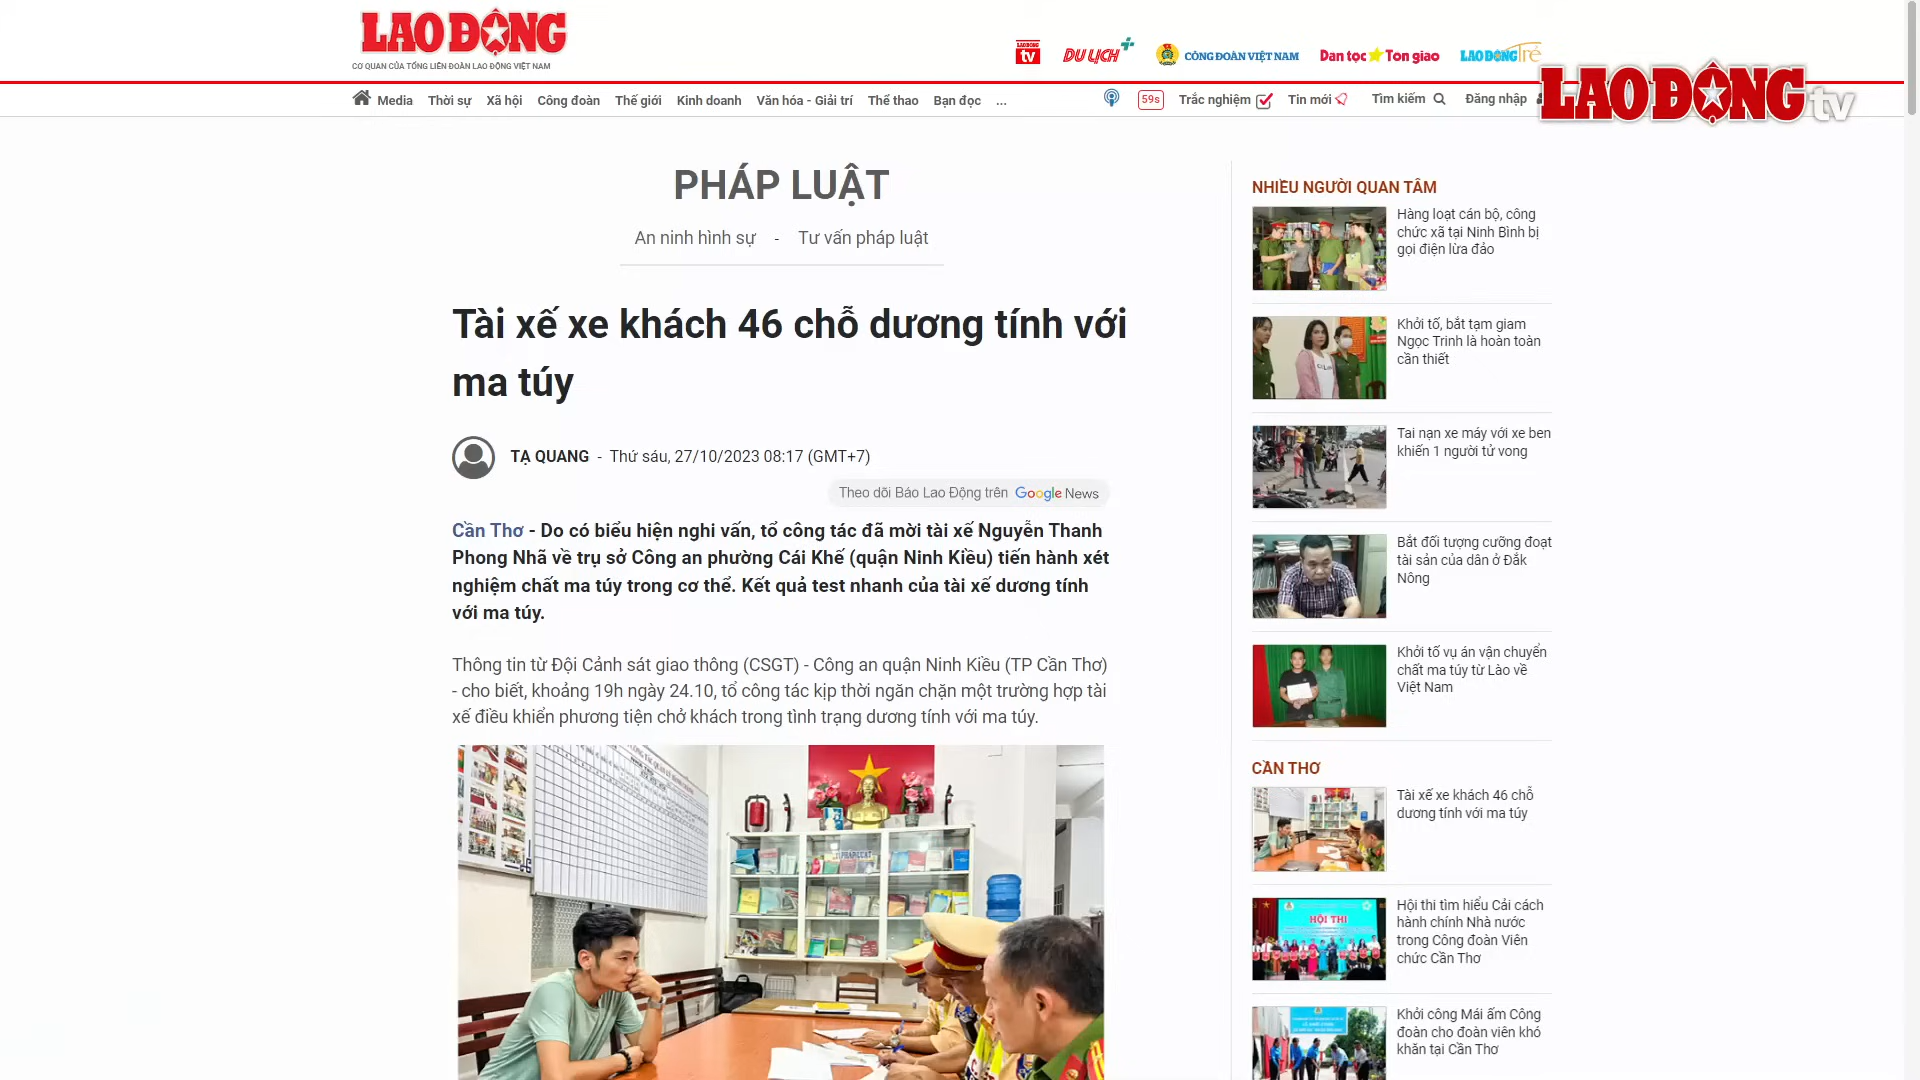 LAO ĐỘNG
CƠ QUAN CỦA TỔNG LIÊN ĐOÀN LAO ĐỘNG VIỆT NAM
LAO ĐỘNG
tv
DU LỊCH
CÔNG ĐOÀN VIỆT NAM
Dân tộc Tôn giáo
LAO ĐỘNG Trẻ
LAO ĐỘNG tv
Media Thời sự Xã hội Công đoàn Thế giới Kinh doanh Văn hóa - Giải trí Thể thao Bạn đọc ...
59s Trắc nghiệm Tin mới Tìm kiếm Đăng nhập
PHÁP LUẬT
An ninh hình sự - Tư vấn pháp luật
Tài xế xe khách 46 chỗ dương tính với
ma túy
TẠ QUANG - Thứ sáu, 27/10/2023 08:17 (GMT+7)
Theo dõi Báo Lao Động trên Google News
Cần Thơ - Do có biểu hiện nghi vấn, tổ công tác đã mời tài xế Nguyễn Thanh
Phong Nhã về trụ sở Công an phường Cái Khế (quận Ninh Kiều) tiến hành xét
nghiệm chất ma túy trong cơ thể. Kết quả test nhanh của tài xế dương tính
với ma túy.
Thông tin từ Đội Cảnh sát giao thông (CSGT) - Công an quận Ninh Kiều (TP Cần Thơ)
- cho biết, khoảng 19h ngày 24.10, tổ công tác kịp thời ngăn chặn một trường hợp tài
xế điều khiển phương tiện chở khách trong tình trạng dương tính với ma túy.
NHIỀU NGƯỜI QUAN TÂM
Hàng loạt cán bộ, công
chức xã tại Ninh Bình bị
gọi điện lừa đảo
Khởi tố, bắt tạm giam
Ngọc Trinh là hoàn toàn
cần thiết
Tai nạn xe máy với xe ben
khiến 1 người tử vong
Bắt đối tượng cưỡng đoạt
tài sản của dân ở Đắk
Nông
Khởi tố vụ án vận chuyển
chất ma túy từ Lào về
Việt Nam
CẦN THƠ
Tài xế xe khách 46 chỗ
dương tính với ma túy
HỘI THI
Hội thi tìm hiểu Cải cách
hành chính Nhà nước
trong Công đoàn Viên
chức Cần Thơ
Khởi công Mái ấm Công
đoàn cho đoàn viên khó
khăn tại Cần Thơ